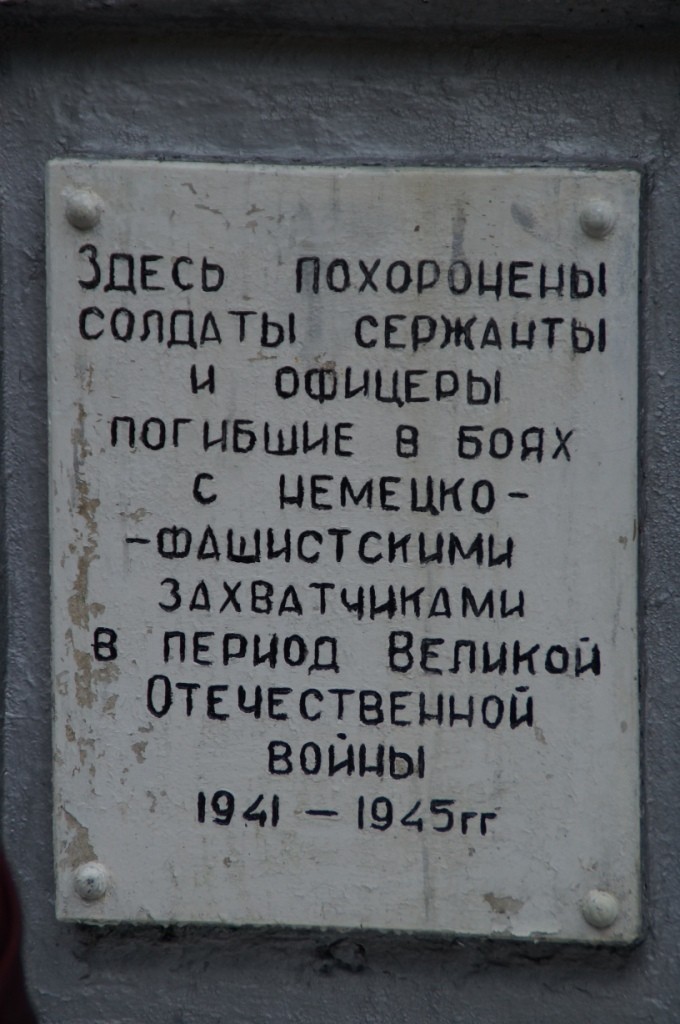 Здесь похоронены
солдаты сержанты
и офицеры
погибшие в боях
с немецко-
-фашистскими
захватчиками
в период Великой
Отечественной
войны
1941 – 1945гг